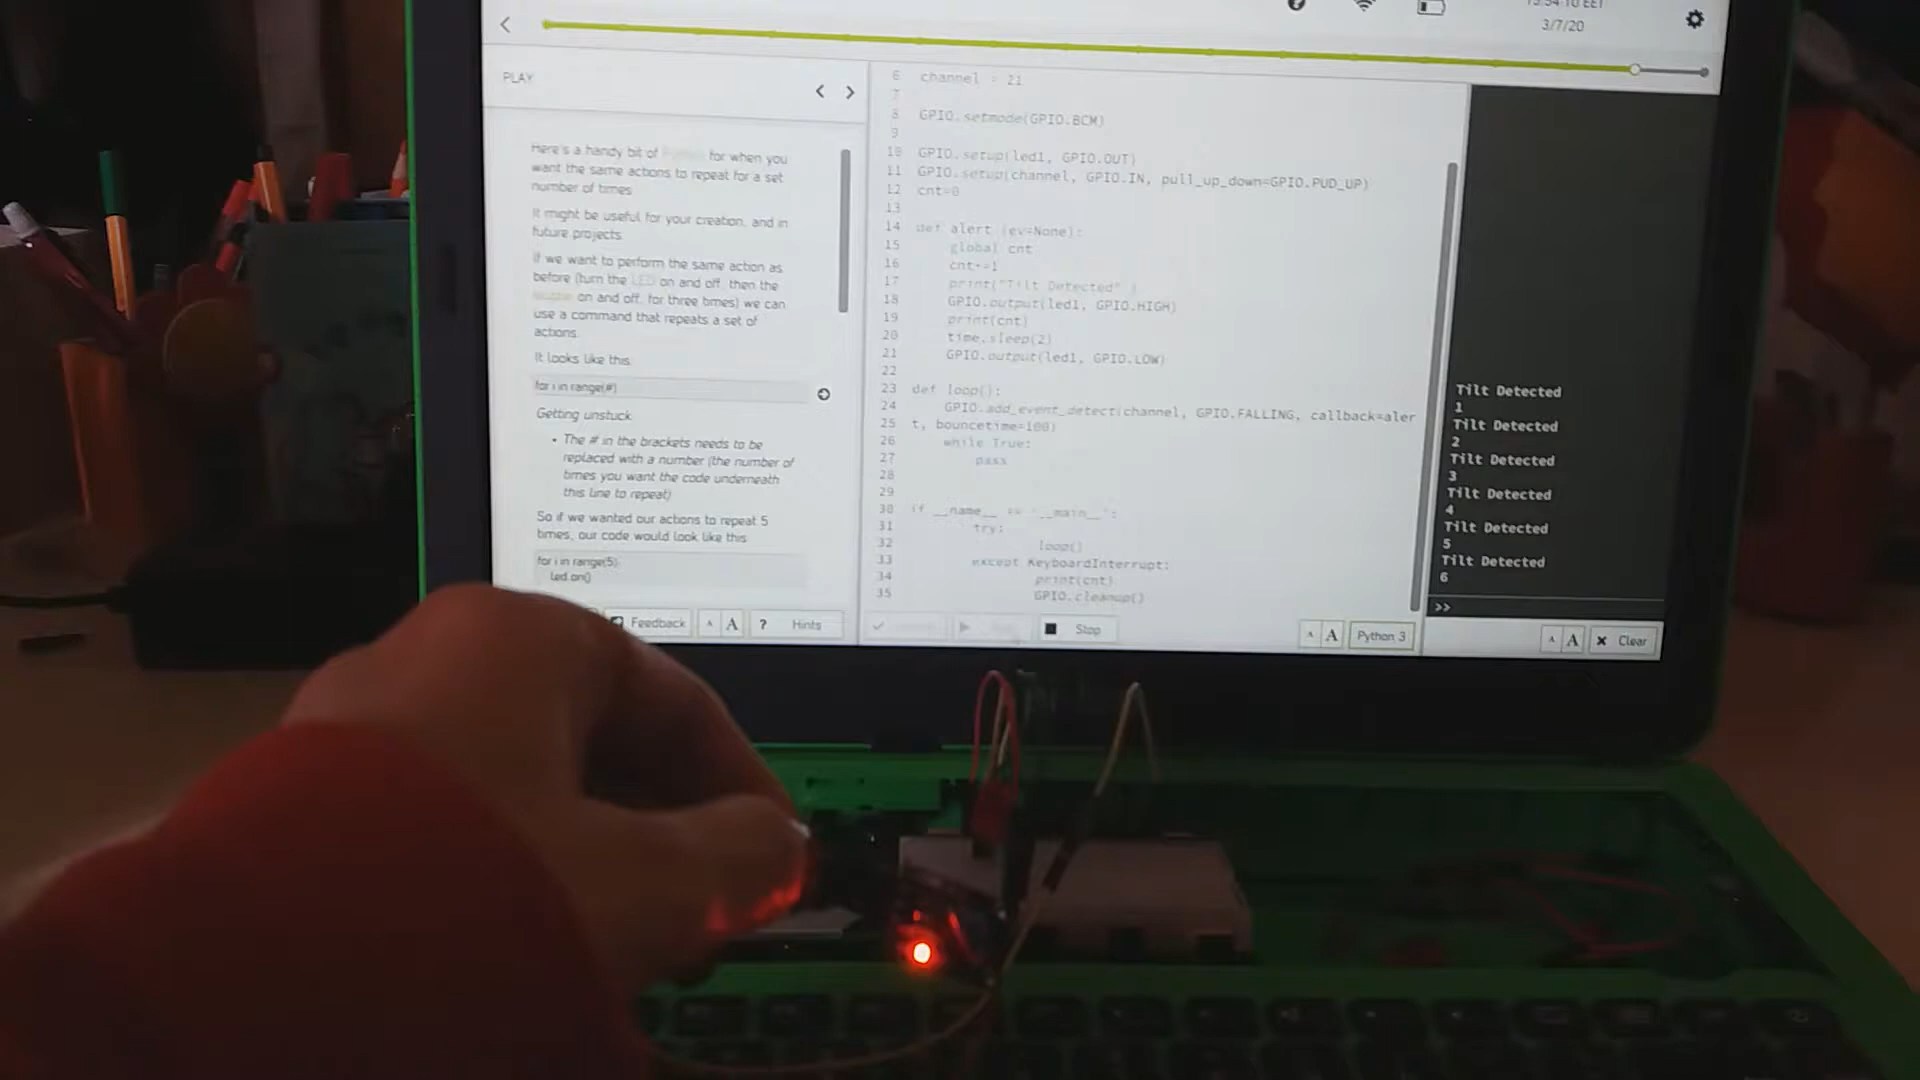 3/7/20
PLAY
Here's a handy bit of for when you
want the same actions to repeat for a set
number of times
It might be useful for your creation, and in
future projects
If we want to perform the same action as
before (turn the LED on and off, then the
on and off, for three times) we can
use a command that repeats a set of
actions.
It looks like this.
for i in range(#)
Getting unstuck
• The # in the brackets needs to be
replaced with a number (the number of
times you want the code underneath
this line to repeat)
So if we wanted our actions to repeat 5
times, our code would look like this
for i in range(5):
led.on()
Feedback
A A
? Hints
6 channel = 21
7
8 GPIO.setmode(GPIO.BCM)
9
10 GPIO.setup(led1, GPIO.OUT)
11 GPIO.setup(channel, GPIO.IN, pull_up_down=GPIO.PUD_UP)
12 cnt=0
13
14 def alert (ev=None):
15 global cnt
16 cnt+=1
17 print("Tilt Detected" )
18 GPIO.output(led1, GPIO.HIGH)
19 print(cnt)
20 time.sleep(2)
21 GPIO.output(led1, GPIO.LOW)
22
23 def loop():
24 GPIO.add_event_detect(channel, GPIO.FALLING, callback=aler
25 t, bouncetime=100)
26 while True:
27 pass
28
29
30 if __name__ == '__main__':
31 try:
32 loop()
33 except KeyboardInterrupt:
34 print(cnt)
35 GPIO.cleanup()
Stop
A A
Python 3
Tilt Detected
1
Tilt Detected
2
Tilt Detected
3
Tilt Detected
4
Tilt Detected
5
Tilt Detected
6
>>
A A
Clear